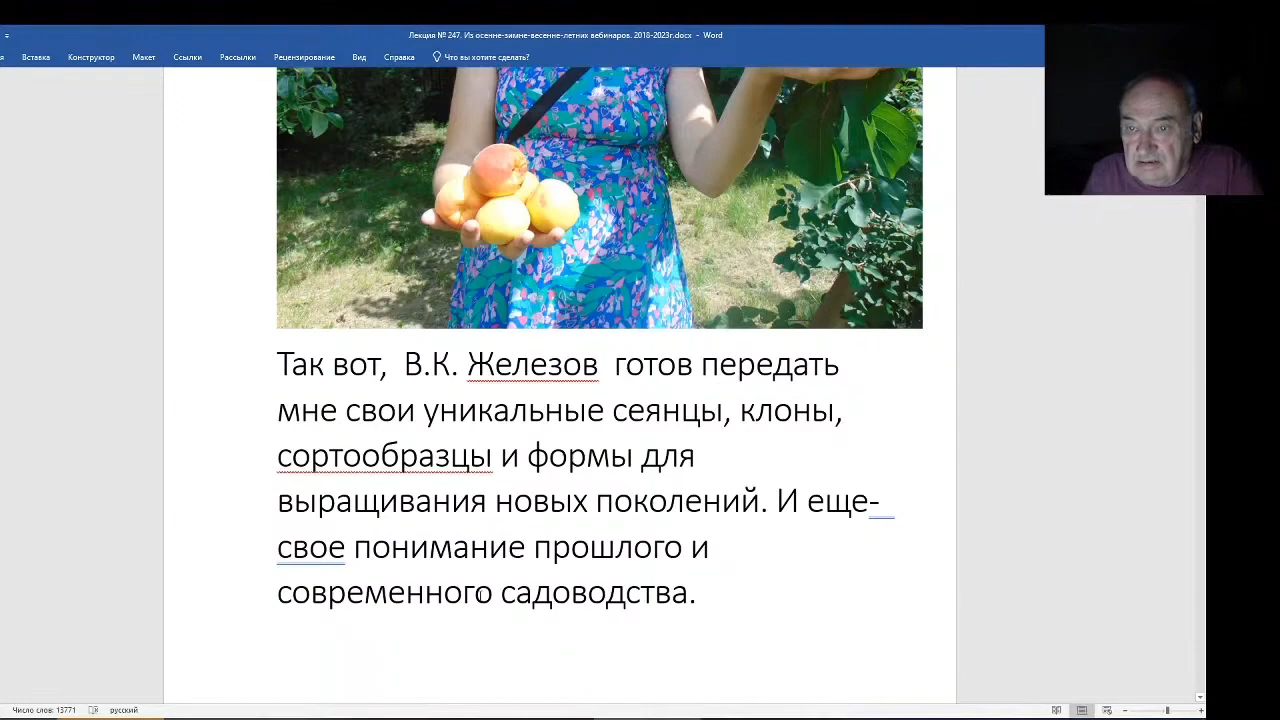 Лекция № 247. Из осенне-зимне-весенне-летних вебинаров. 2018-2023г.docx - Word
я Вставка Конструктор Макет Ссылки Рассылки Рецензирование Вид Справка Что вы хотите сделать?
Так вот, В.К. Железов готов передать
мне свои уникальные сеянцы, клоны,
сортообразцы и формы для
выращивания новых поколений. И еще-
свое понимание прошлого и
современного садоводства.
Число слов: 13771 русский